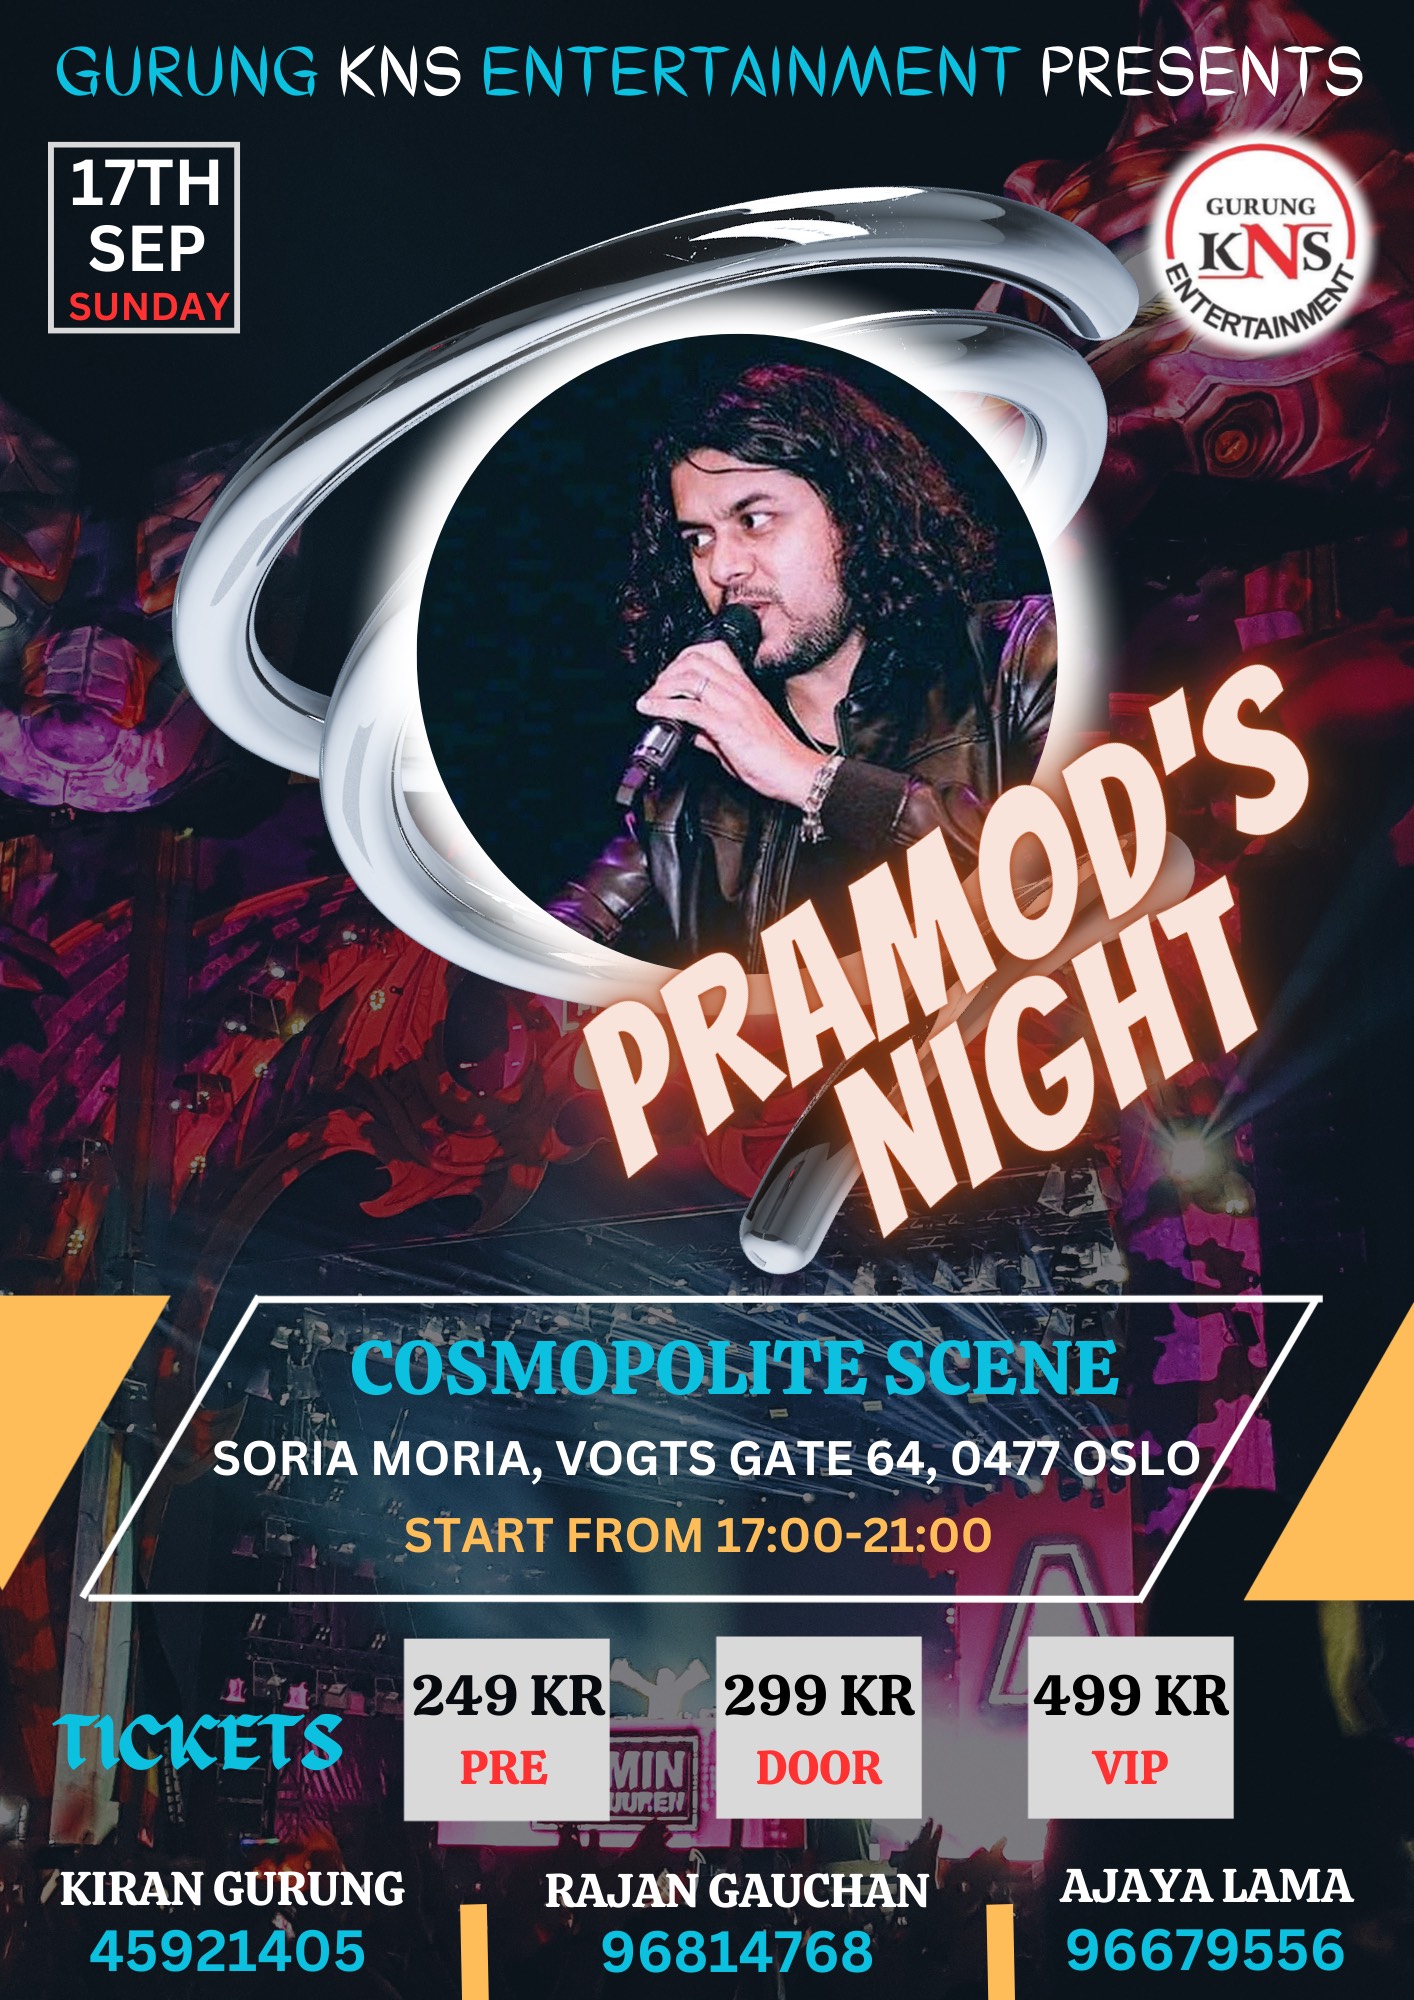 GURUNG KNS ENTERTAINMENT PRESENTS
17TH
SEP
SUNDAY
GURUNG
KNS
ENTERTAINMENT
PRAMOD'S
NIGHT
COSMOPOLITE SCENE
SORIA MORIA, VOGTS GATE 64, 0477 OSLO
START FROM 17:00-21:00
TICKETS
249 KR
PRE
299 KR
DOOR
499 KR
VIP
MIN
UUREN
KIRAN GURUNG
45921405
RAJAN GAUCHAN
96814768
AJAYA LAMA
96679556